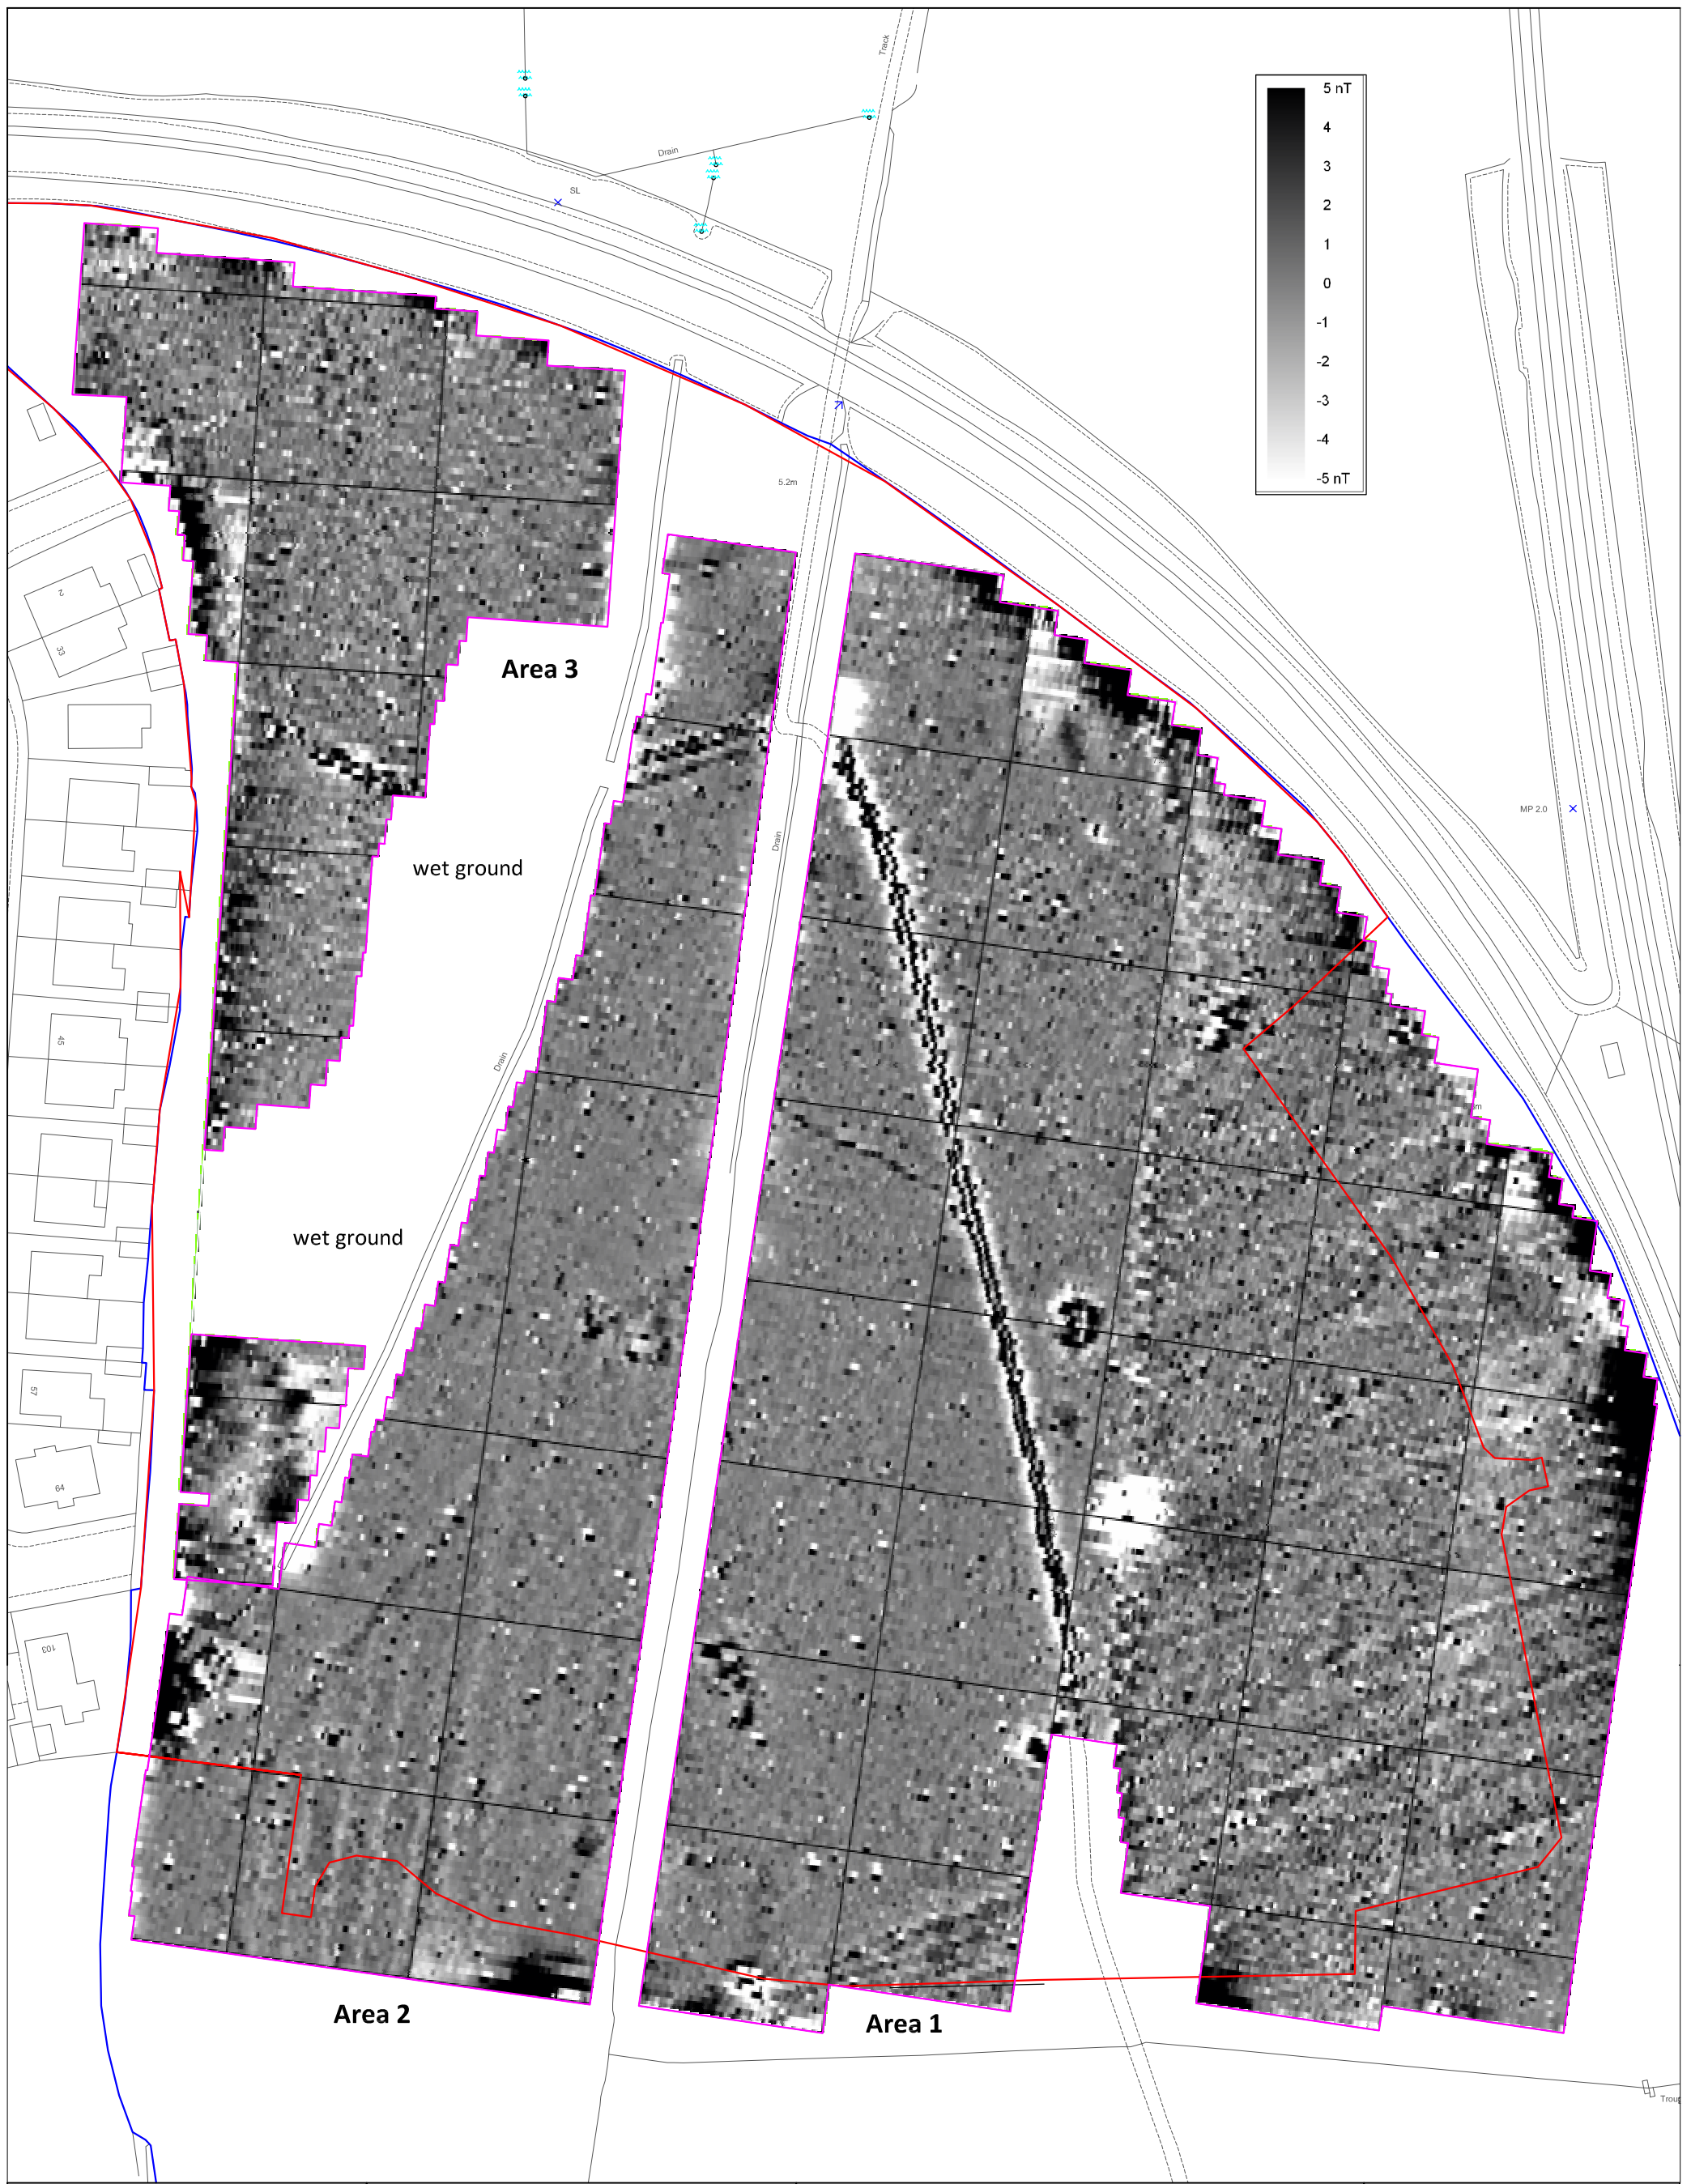 Track
Drain
SL
5 nT
4
3
2
1
0
-1
-2
-3
-4
-5 nT
5.2m
2
33
Area 3
MP 2.0
Drain
wet ground
45
Drain
wet ground
57
64
103
Area 2
Area 1